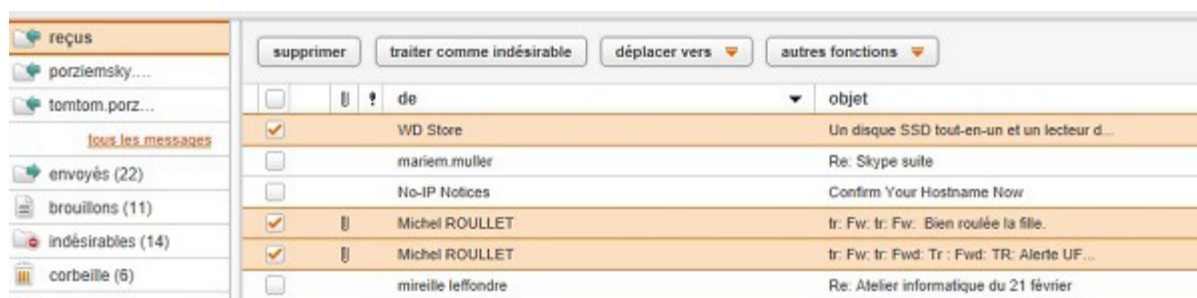 reçus
porziemsky....
tomtom.porz...
tous les messages
envoyés (22)
brouillons (11)
indésirables (14)
corbeille (6)
supprimer traiter comme indésirable déplacer vers autres fonctions
de objet
WD Store Un disque SSD tout-en-un et un lecteur d...
mariem.muller Re: Skype suite
No-IP Notices Confirm Your Hostname Now
Michel ROULLET tr: Fw: tr: Fw: Bien roulée la fille.
Michel ROULLET tr: Fw: tr: Fwd: Tr : Fwd: TR: Alerte UF...
mireille leffondre Re: Atelier informatique du 21 février